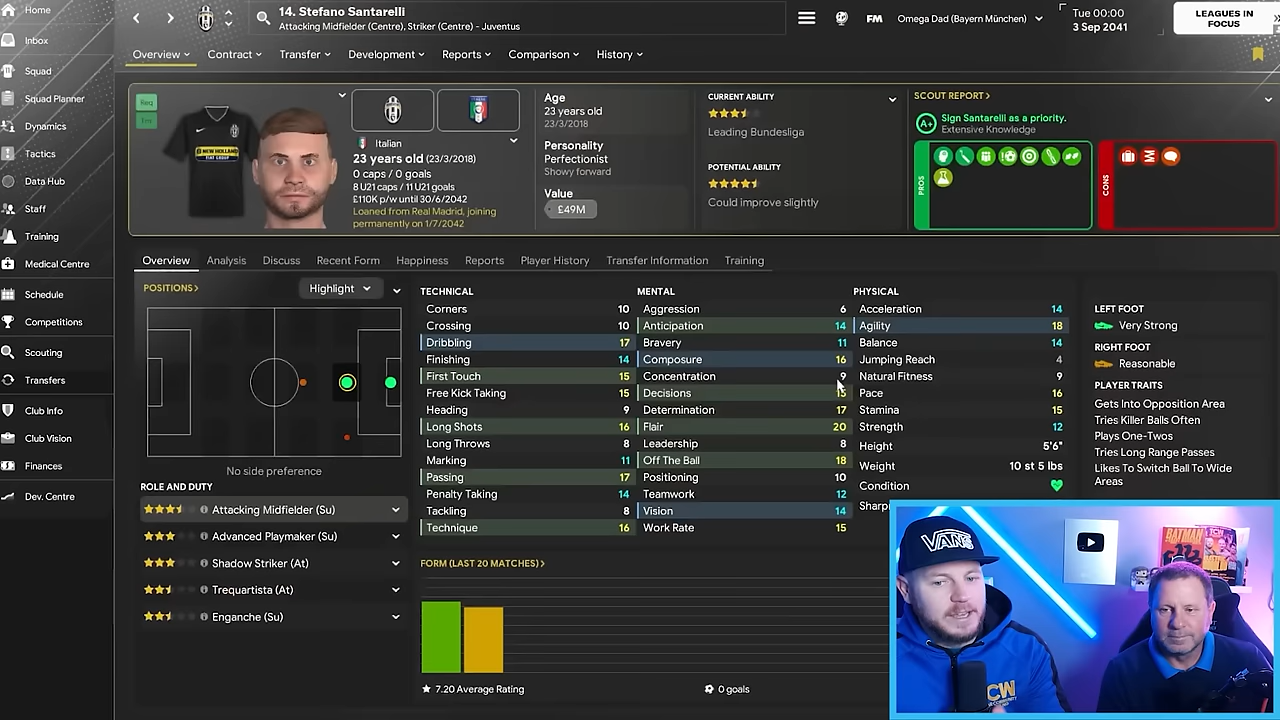 Home
Inbox
Squad
Squad Planner
Dynamics
Tactics
Data Hub
Staff
Training
Medical Centre
Schedule
Competitions
Scouting
Transfers
Club Info
Club Vision
Finances
Dev. Centre
14. Stefano Santarelli
Attacking Midfielder (Centre), Striker (Centre) - Juventus
FM
Omega Dad (Bayern München)
Tue 00:00
3 Sep 2041
LEAGUES IN
FOCUS
Overview
Contract
Transfer
Development
Reports
Comparison
History
Req
Trn
NEW HOLLAND
Italian
23 years old (23/3/2018)
0 caps / 0 goals
8 U21 caps / 11 U21 goals
£110K p/w until 30/6/2042
Loaned from Real Madrid, joining
permanently on 1/7/2042
Age
23 years old
23/3/2018
Personality
Perfectionist
Showy forward
Value
£49M
CURRENT ABILITY
Leading Bundesliga
POTENTIAL ABILITY
Could improve slightly
SCOUT REPORT >
A+
Sign Santarelli as a priority.
Extensive Knowledge
PROS
CONS
Overview
Analysis
Discuss
Recent Form
Happiness
Reports
Player History
Transfer Information
Training
POSITIONS >
Highlight
No side preference
ROLE AND DUTY
Attacking Midfielder (Su)
Advanced Playmaker (Su)
Shadow Striker (At)
Trequartista (At)
Enganche (Su)
TECHNICAL
Corners 10
Crossing 10
Dribbling 17
Finishing 14
First Touch 15
Free Kick Taking 15
Heading 9
Long Shots 16
Long Throws 8
Marking 11
Passing 17
Penalty Taking 14
Tackling 8
Technique 16
MENTAL
Aggression 6
Anticipation 14
Bravery 11
Composure 16
Concentration 9
Decisions 15
Determination 17
Flair 20
Leadership 8
Off The Ball 18
Positioning 10
Teamwork 12
Vision 14
Work Rate 15
PHYSICAL
Acceleration 14
Agility 18
Balance 14
Jumping Reach 4
Natural Fitness 9
Pace 16
Stamina 15
Strength 12
Height 5'6"
Weight 10 st 5 lbs
Condition
Sharp
LEFT FOOT
Very Strong
RIGHT FOOT
Reasonable
PLAYER TRAITS
Gets Into Opposition Area
Tries Killer Balls Often
Plays One-Twos
Tries Long Range Passes
Likes To Switch Ball To Wide
Areas
FORM (LAST 20 MATCHES) >
7.20 Average Rating
0 goals
VANS
BATMAN
CW